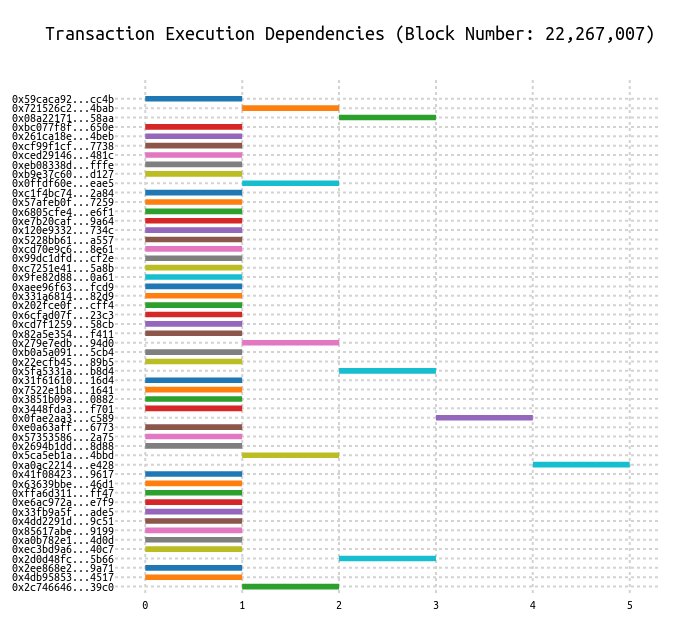 Transaction Execution Dependencies (Block Number: 22,267,007)
0x59caca92...cc4b
0x721526c2...4bab
0x08a22171...58aa
0xbc077f8f...650e
0x261ca18e...4beb
0xcf99f1cf...7738
0xced29146...481c
0xeb08338d...fffe
0xb9e37c60...d127
0x0ffdf60e...eae5
0xc1f4bc74...2a84
0x57afeb0f...7259
0x6805cfe4...e6f1
0xe7b20caf...9a64
0x120e9332...734c
0x5228bb61...a557
0xcd70e9c6...8e61
0x99dc1dfd...cf2e
0xc7251e41...5a8b
0x9fe82d88...0a61
0xaee96f63...fcd9
0x331a6814...82d9
0x202fce0f...cff4
0x6cfad07f...23c3
0xcd7f1259...58cb
0x82a5e354...f411
0x279e7edb...94d0
0xb0a5a091...5cb4
0x22ecfb45...89b5
0x5fa5331a...b8d4
0x31f61610...16d4
0x7522e1b8...1641
0x3851b09a...0882
0x3448fda3...f701
0x0fae2aa3...c589
0xe0a63aff...6773
0x57353586...2a75
0x2694b1dd...8d88
0x5ca5eb1a...4bbd
0xa0ac2214...e428
0x41f08423...9617
0x63639bbe...46d1
0xffa6d311...ff47
0xe6ac972a...e7f9
0x33fb9a5f...ade5
0x4dd2291d...9c51
0x85617abe...9199
0xa0b782e1...4d0d
0xec3bd9a6...40c7
0x2d0d48fc...5b66
0x2ee868e2...9a71
0x4db95853...4517
0x2c746646...39c0
0 1 2 3 4 5